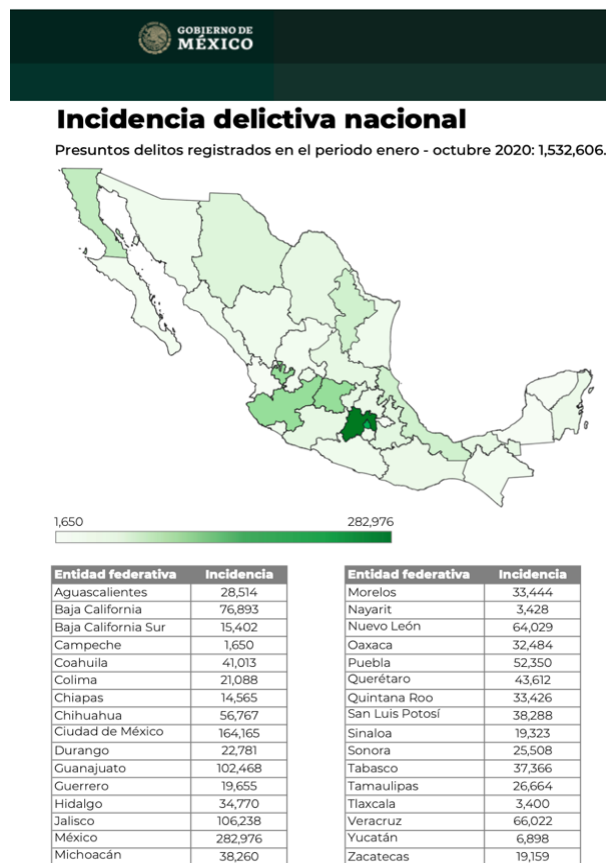 GOBIERNO DE
MÉXICO
Incidencia delictiva nacional
Presuntos delitos registrados en el periodo enero - octubre 2020: 1,532,606.
1,650 282,976
Entidad federativa Incidencia
Aguascalientes 28,514
Baja California 76,893
Baja California Sur 15,402
Campeche 1,650
Coahuila 41,013
Colima 21,088
Chiapas 14,565
Chihuahua 56,767
Ciudad de México 164,165
Durango 22,781
Guanajuato 102,468
Guerrero 19,655
Hidalgo 34,770
Jalisco 106,238
México 282,976
Michoacán 38,260
Entidad federativa Incidencia
Morelos 33,444
Nayarit 3,428
Nuevo León 64,029
Oaxaca 32,484
Puebla 52,350
Querétaro 43,612
Quintana Roo 33,426
San Luis Potosí 38,288
Sinaloa 19,323
Sonora 25,508
Tabasco 37,366
Tamaulipas 26,664
Tlaxcala 3,400
Veracruz 66,022
Yucatán 6,898
Zacatecas 19,159